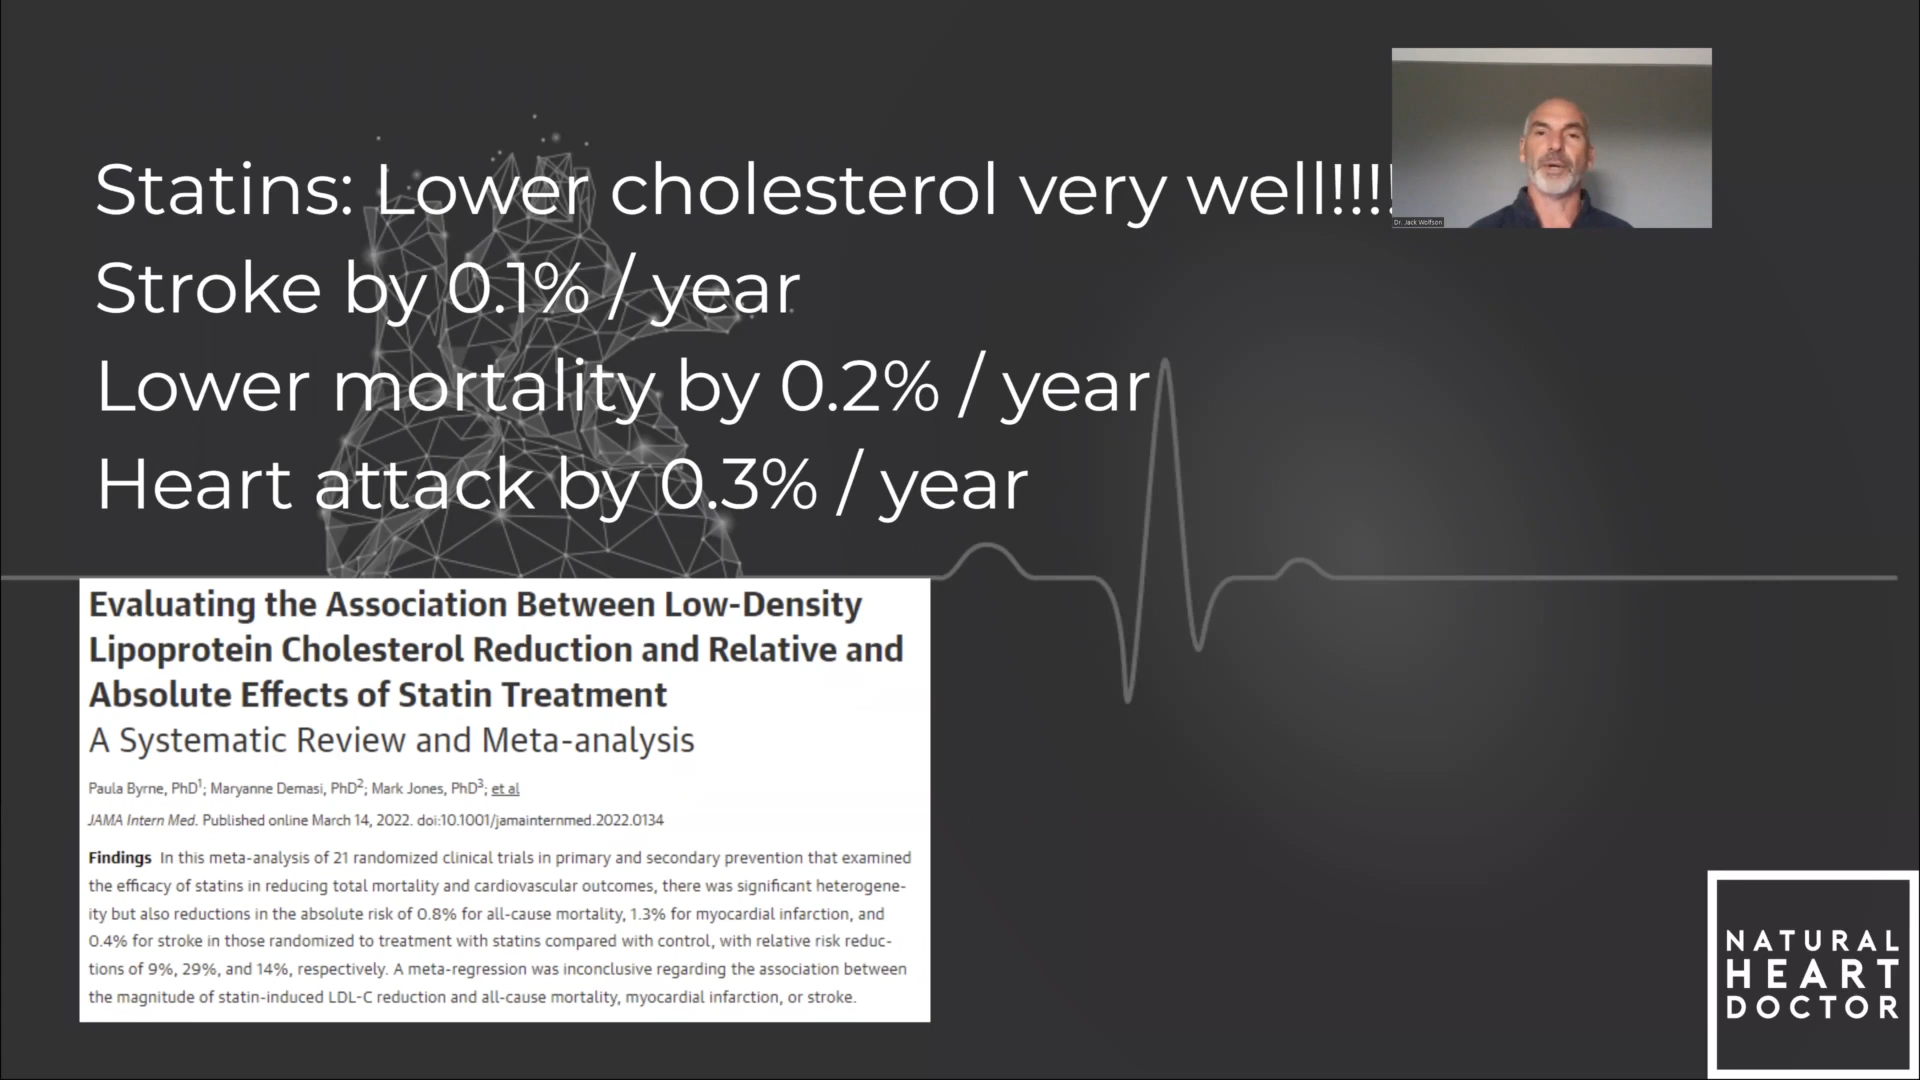 Statins: Lower cholesterol very well!!!!
Stroke by 0.1% / year
Lower mortality by 0.2% / year
Heart attack by 0.3% / year
Dr. Jack Wolfson
Evaluating the Association Between Low-Density
Lipoprotein Cholesterol Reduction and Relative and
Absolute Effects of Statin Treatment
A Systematic Review and Meta-analysis
Paula Byrne, PhD1; Maryanne Demasi, PhD2; Mark Jones, PhD3; et al
JAMA Intern Med. Published online March 14, 2022. doi:10.1001/jamainternmed.2022.0134
Findings In this meta-analysis of 21 randomized clinical trials in primary and secondary prevention that examined
the efficacy of statins in reducing total mortality and cardiovascular outcomes, there was significant heterogene-
ity but also reductions in the absolute risk of 0.8% for all-cause mortality, 1.3% for myocardial infarction, and
0.4% for stroke in those randomized to treatment with statins compared with control, with relative risk reduc-
tions of 9%, 29%, and 14%, respectively. A meta-regression was inconclusive regarding the association between
the magnitude of statin-induced LDL-C reduction and all-cause mortality, myocardial infarction, or stroke.
NATURAL
HEART
DOCTOR